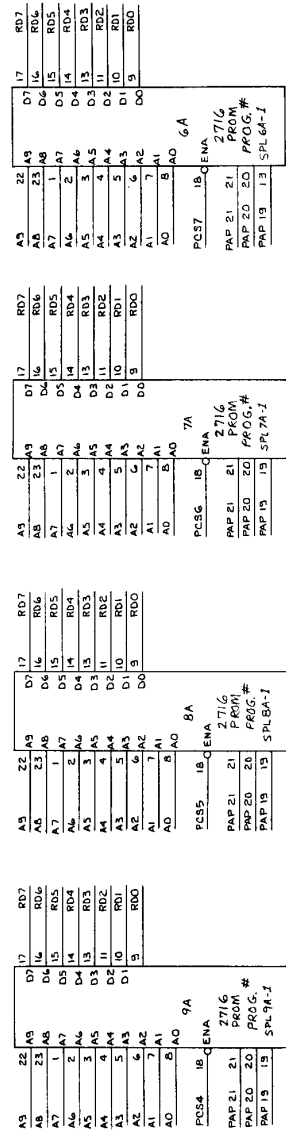 A9 22 A9 D7 17 RD7
A8 23 A8 D6 16 RD6
A7 1 A7 D5 15 RD5
A6 2 A6 D4 14 RD4
A5 3 A5 D3 13 RD3
A4 4 A4 D2 11 RD2
A3 5 A3 D1 10 RD1
A2 6 A2 9 RD0
A1 7 A1
A0 8 A0
9A
PCS4 18 ENA
2716
PAP 21 21 PROM
PAP 20 20 PROG. #
PAP 19 19 SPL9A-1
A9 22 A9 D7 17 RD7
A8 23 A8 D6 16 RD6
A7 1 A7 D5 15 RD5
A6 2 A6 D4 14 RD4
A5 3 A5 D3 13 RD3
A4 4 A4 D2 11 RD2
A3 5 A3 D1 10 RD1
A2 6 A2 D0 9 RD0
A1 7 A1
A0 8 A0
8A
PCS5 18 ENA
2716
PAP 21 21 PROM
PAP 20 20 PROG. #
PAP 19 19 SPL8A-1
A9 22 A9 D7 17 RD7
A8 23 A8 D6 16 RD6
A7 1 A7 D5 15 RD5
A6 2 A6 D4 14 RD4
A5 3 A5 D3 13 RD3
A4 4 A4 D2 11 RD2
A3 5 A3 D1 10 RD1
A2 6 A2 D0 9 RD0
A1 7 A1
A0 8 A0
7A
PCS6 18 ENA
2716
PAP 21 21 PROM
PAP 20 20 PROG. #
PAP 19 19 SPL7A-1
A9 22 A9 D7 17 RD7
A8 23 A8 D6 16 RD6
A7 1 A7 D5 15 RD5
A6 2 A6 D4 14 RD4
A5 3 A5 D3 13 RD3
A4 4 A4 D2 11 RD2
A3 5 A3 D1 10 RD1
A2 6 A2 D0 9 RD0
A1 7 A1
A0 8 A0
6A
PCS7 18 ENA
2716
PAP 21 21 PROM
PAP 20 20 PROG. #
PAP 19 19 SPL6A-1